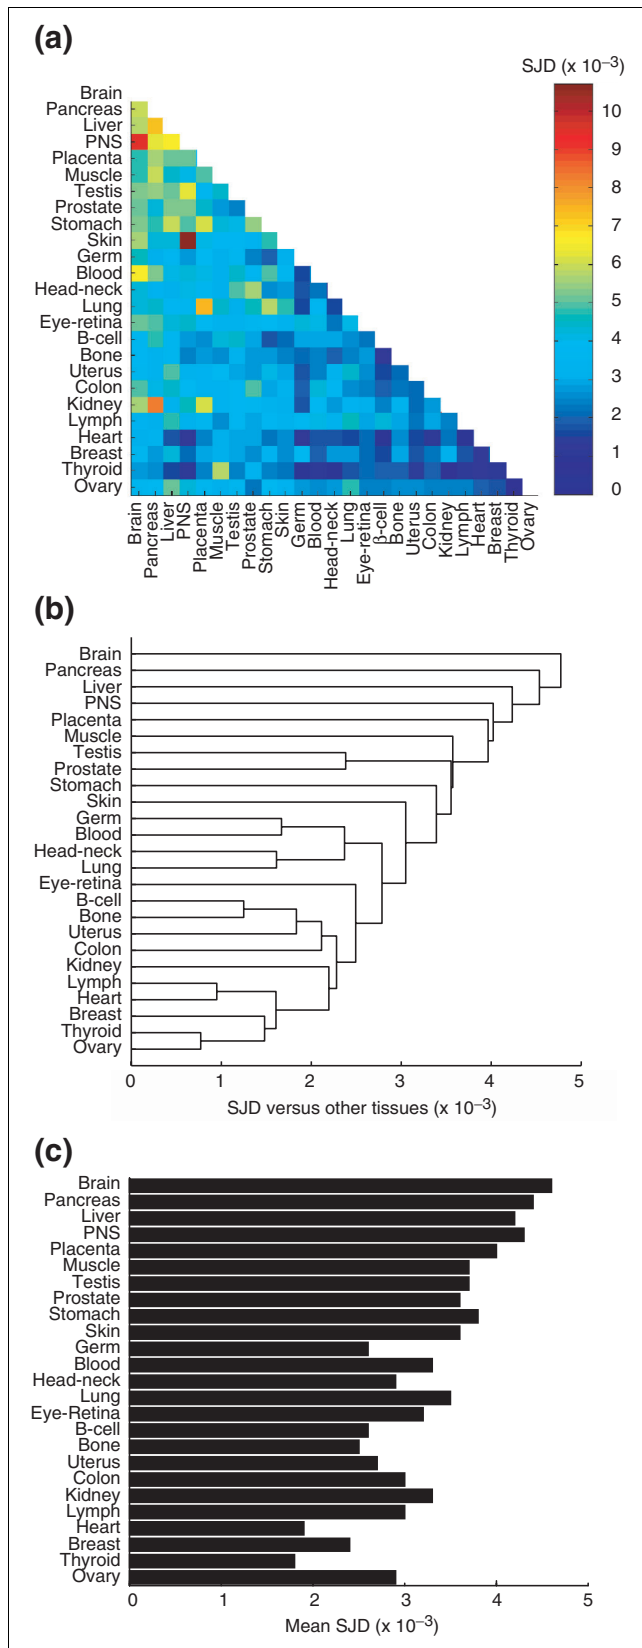 (a)
SJD (x 10⁻³)
Brain
Pancreas
Liver
PNS
Placenta
Muscle
Testis
Prostate
Stomach
Skin
Germ
Blood
Head-neck
Lung
Eye-retina
B-cell
Bone
Uterus
Colon
Kidney
Lymph
Heart
Breast
Thyroid
Ovary
10
9
8
7
6
5
4
3
2
1
0
Brain
Pancreas
Liver
PNS
Placenta
Muscle
Testis
Prostate
Stomach
Skin
Germ
Blood
Head-neck
Lung
Eye-retina
β-cell
Bone
Uterus
Colon
Kidney
Lymph
Heart
Breast
Thyroid
Ovary
(b)
Brain
Pancreas
Liver
PNS
Placenta
Muscle
Testis
Prostate
Stomach
Skin
Germ
Blood
Head-neck
Lung
Eye-retina
B-cell
Bone
Uterus
Colon
Kidney
Lymph
Heart
Breast
Thyroid
Ovary
0 1 2 3 4 5
SJD versus other tissues (x 10⁻³)
(c)
Brain
Pancreas
Liver
PNS
Placenta
Muscle
Testis
Prostate
Stomach
Skin
Germ
Blood
Head-neck
Lung
Eye-Retina
B-cell
Bone
Uterus
Colon
Kidney
Lymph
Heart
Breast
Thyroid
Ovary
0 1 2 3 4 5
Mean SJD (x 10⁻³)